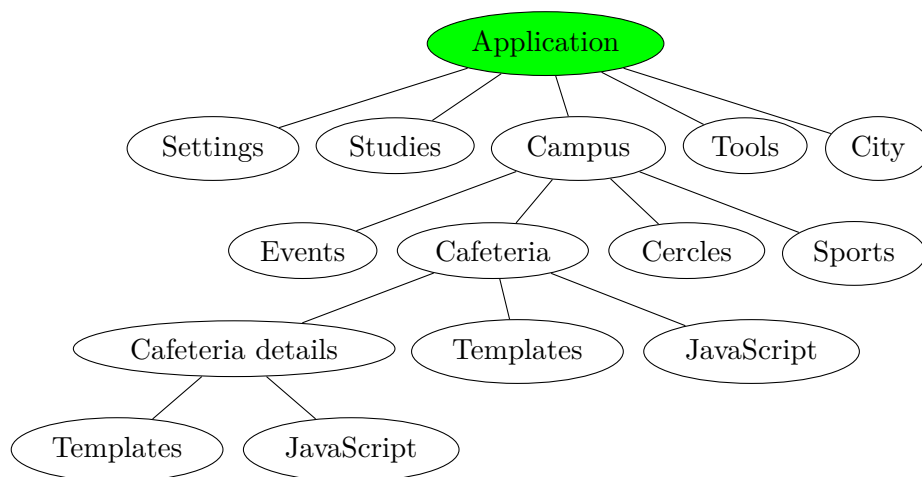 Application
Settings
Studies
Campus
Tools
City
Events
Cafeteria
Cercles
Sports
Cafeteria details
Templates
JavaScript
Templates
JavaScript